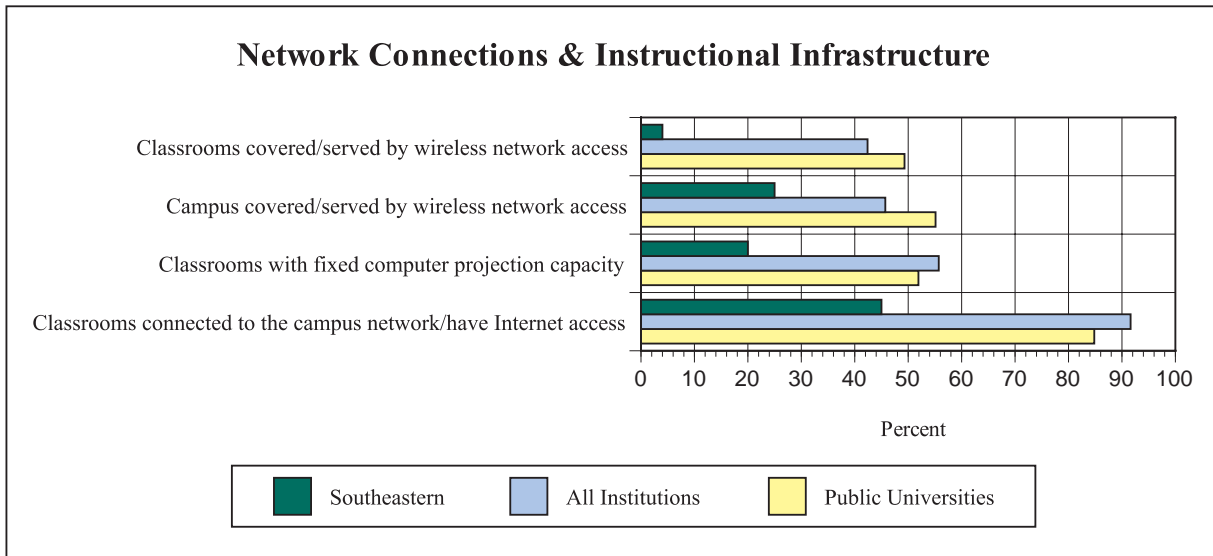 Network Connections & Instructional Infrastructure
Classrooms covered/served by wireless network access
Campus covered/served by wireless network access
Classrooms with fixed computer projection capacity
Classrooms connected to the campus network/have Internet access
0 10 20 30 40 50 60 70 80 90 100
Percent
Southeastern All Institutions Public Universities